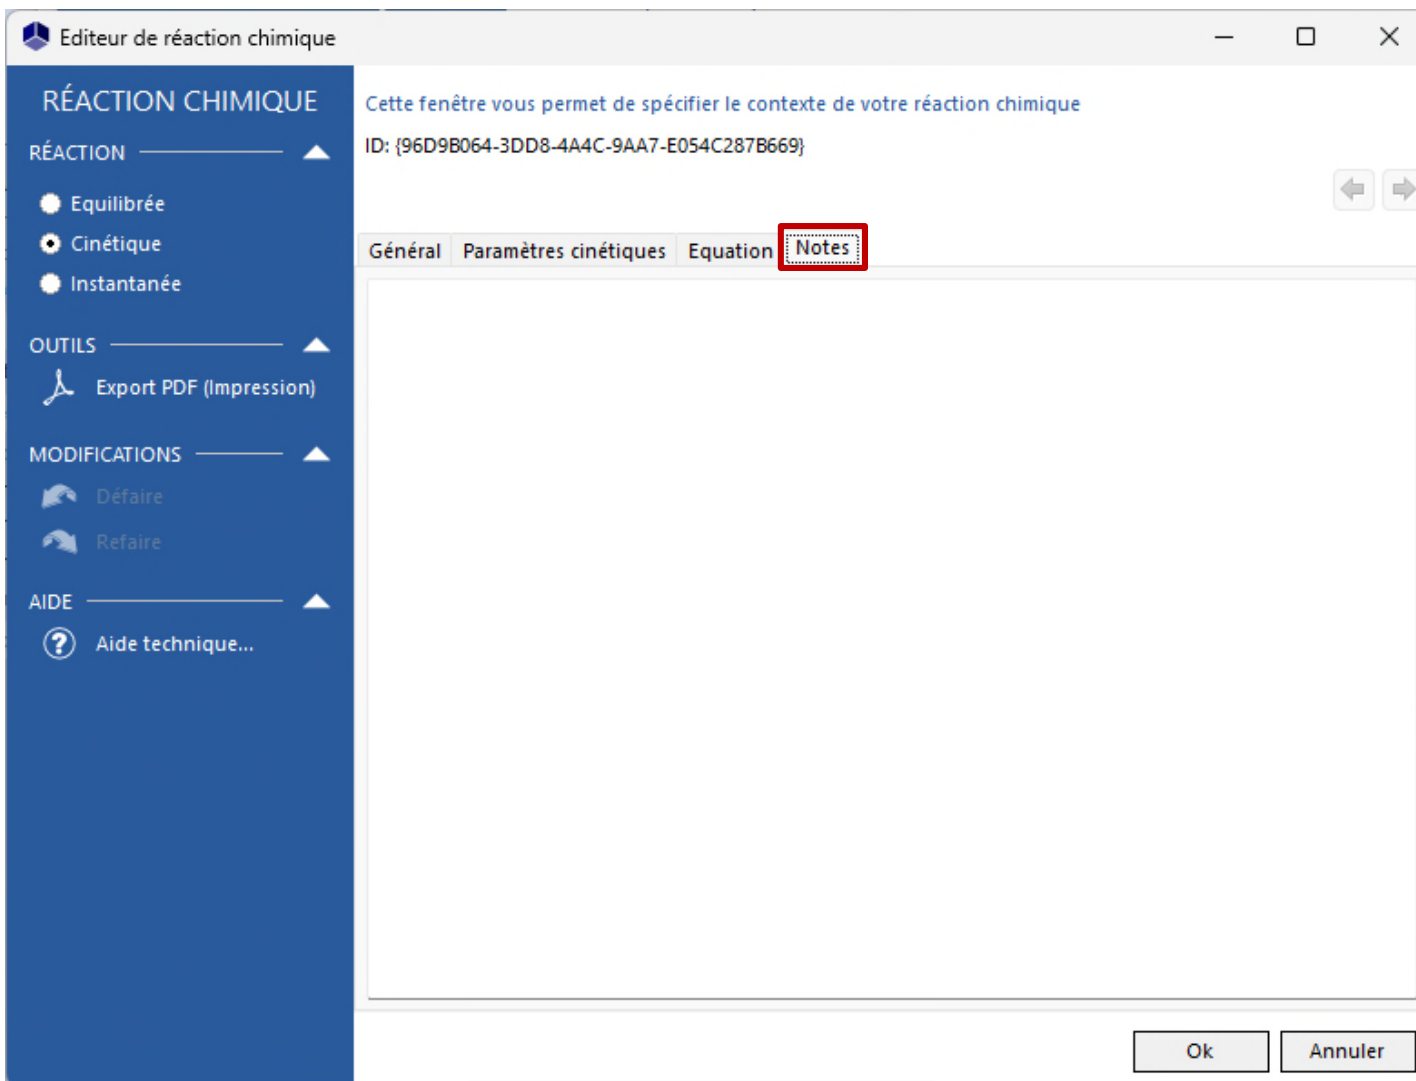 Editeur de réaction chimique
RÉACTION CHIMIQUE
RÉACTION
Equilibrée
Cinétique
Instantanée
OUTILS
Export PDF (Impression)
MODIFICATIONS
Défaire
Refaire
AIDE
Aide technique...
Cette fenêtre vous permet de spécifier le contexte de votre réaction chimique
ID: {96D9B064-3DD8-4A4C-9AA7-E054C287B669}
Général Paramètres cinétiques Equation Notes
Ok Annuler